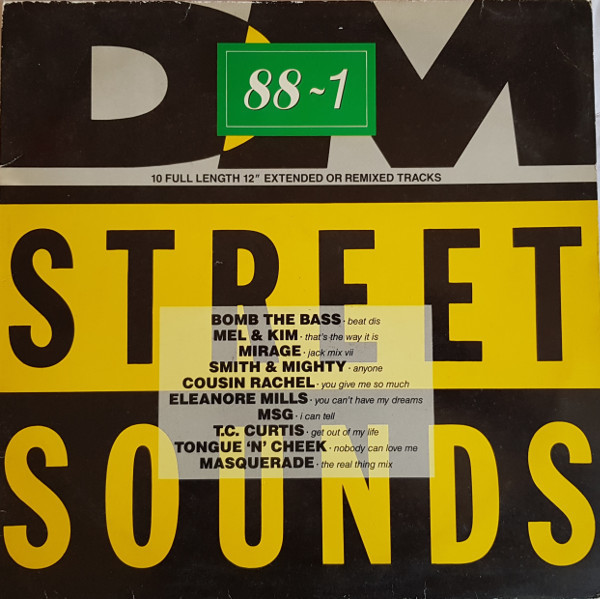 DM
88~1
10 FULL LENGTH 12" EXTENDED OR REMIXED TRACKS
STREET
SOUNDS
BOMB THE BASS · beat dis
MEL & KIM · that's the way it is
MIRAGE · jack mix vii
SMITH & MIGHTY · anyone
COUSIN RACHEL · you give me so much
ELEANORE MILLS · you can't have my dreams
MSG · i can tell
T.C. CURTIS · get out of my life
TONGUE 'N' CHEEK · nobody can love me
MASQUERADE · the real thing mix